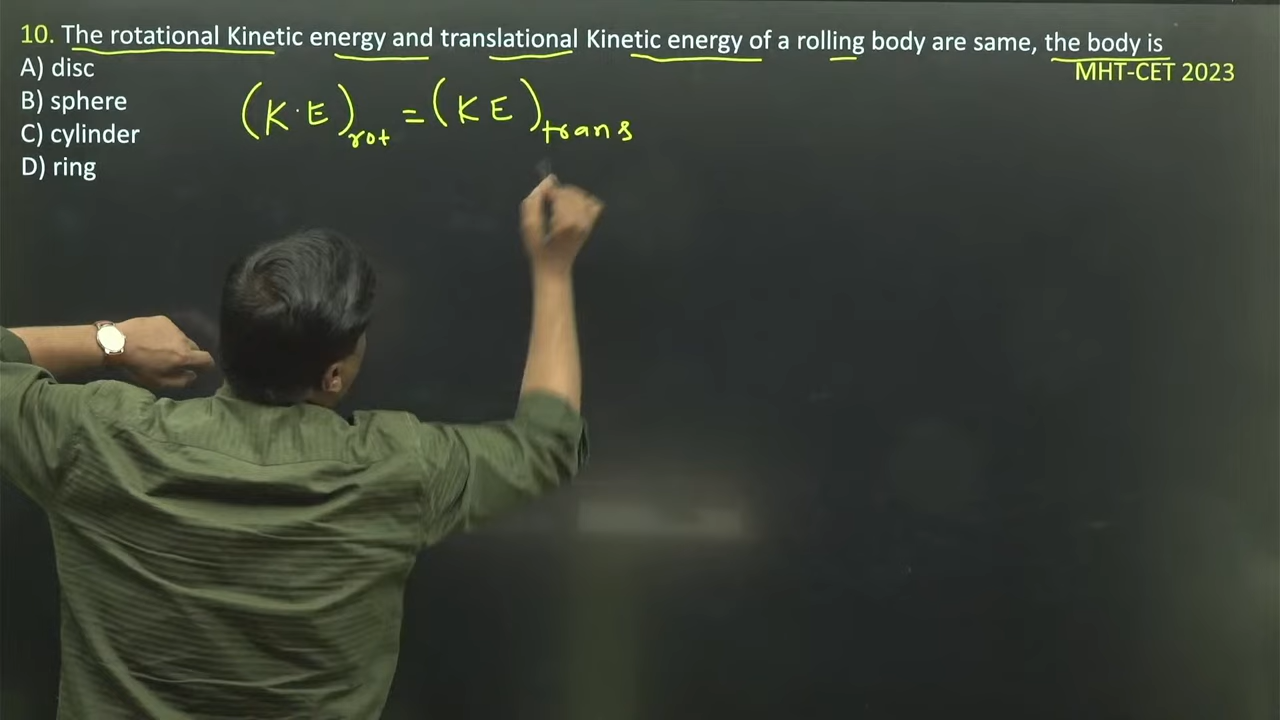 10. The rotational Kinetic energy and translational Kinetic energy of a rolling body are same, the body is
MHT-CET 2023
A) disc
B) sphere
C) cylinder
D) ring
(K·E)rot = (KE)trans